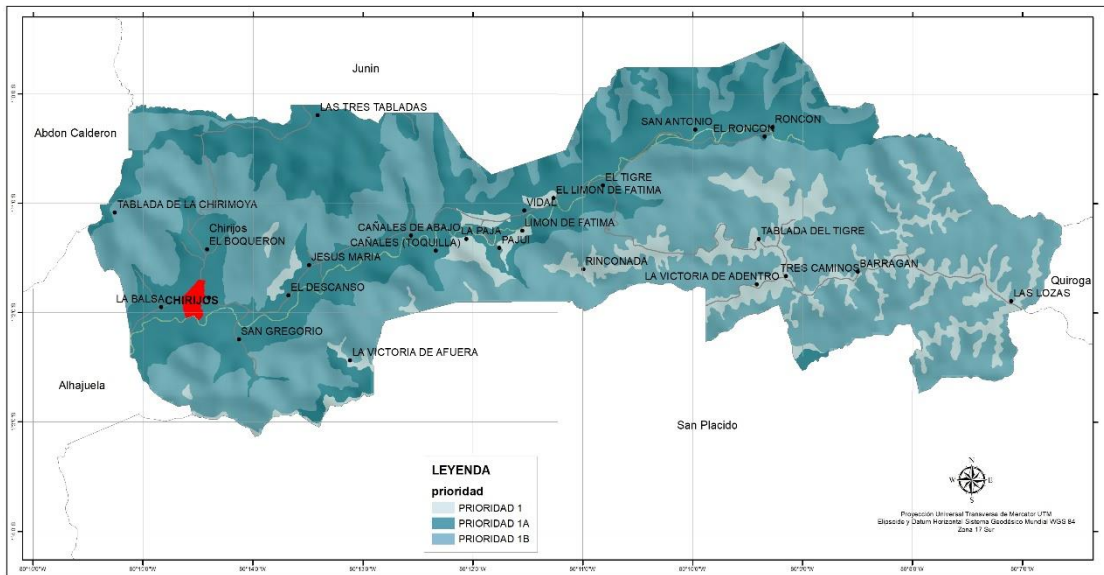 Junin
LAS TRES TABLADAS
Abdon Calderon
SAN ANTONIO
RONCON
EL RONCON
EL TIGRE
EL LIMON DE FATIMA
TABLADA DE LA CHIRIMOYA
VIDAL
Chirijos
LIMON DE FATIMA
EL BOQUERON
CAÑALES DE ABAJO
LA PAJA
TABLADA DEL TIGRE
CAÑALES (TOQUILLA)
PAJUI
JESUS MARIA
RINCONADA
BARRAGAN
TRES CAMINOS
LA VICTORIA DE ADENTRO
Quiroga
EL DESCANSO
LA BALSA
CHIRIJOS
LAS LOZAS
SAN GREGORIO
LA VICTORIA DE AFUERA
Alhajuela
San Placido
LEYENDA
prioridad
PRIORIDAD 1
PRIORIDAD 1A
PRIORIDAD 1B
N
W
E
S
Proyección Universal Transversa de Mercator UTM
Elipsoide y Datum Horizontal Sistema Geodésico Mundial WGS 84
Zona 17 Sur